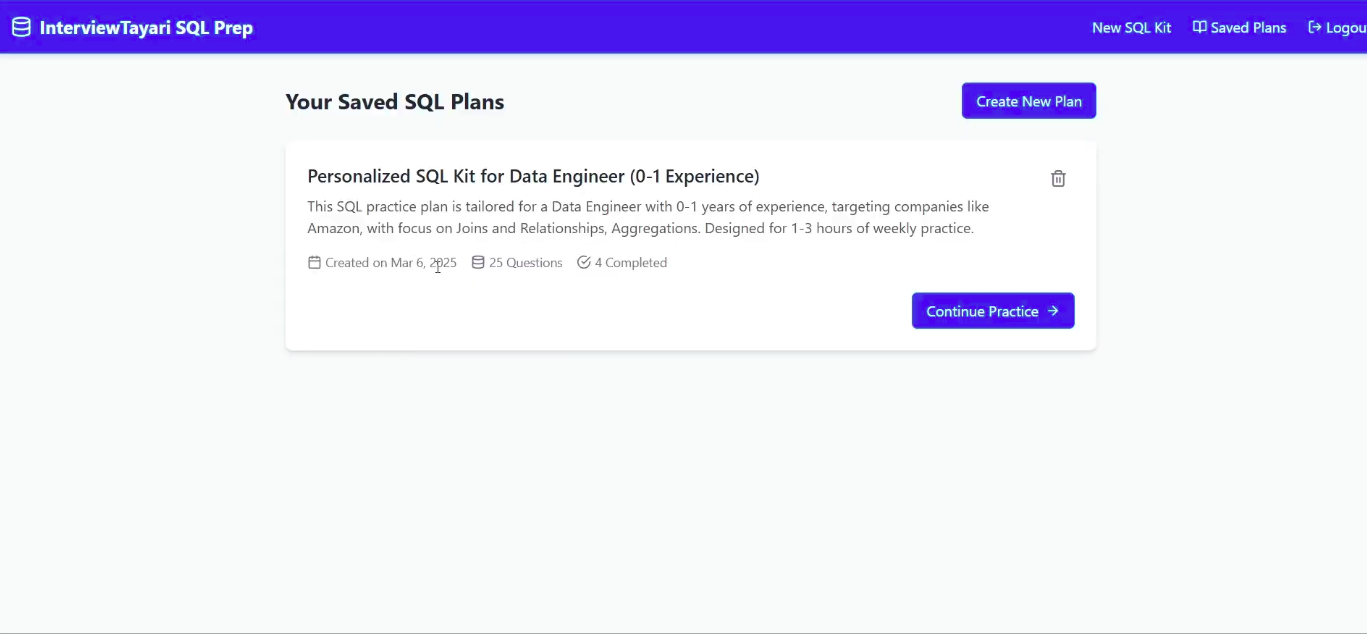 InterviewTayari SQL Prep
New SQL Kit
Saved Plans
Logou
Your Saved SQL Plans
Create New Plan
Personalized SQL Kit for Data Engineer (0-1 Experience)
This SQL practice plan is tailored for a Data Engineer with 0-1 years of experience, targeting companies like
Amazon, with focus on Joins and Relationships, Aggregations. Designed for 1-3 hours of weekly practice.
Created on Mar 6, 2025
25 Questions
4 Completed
Continue Practice